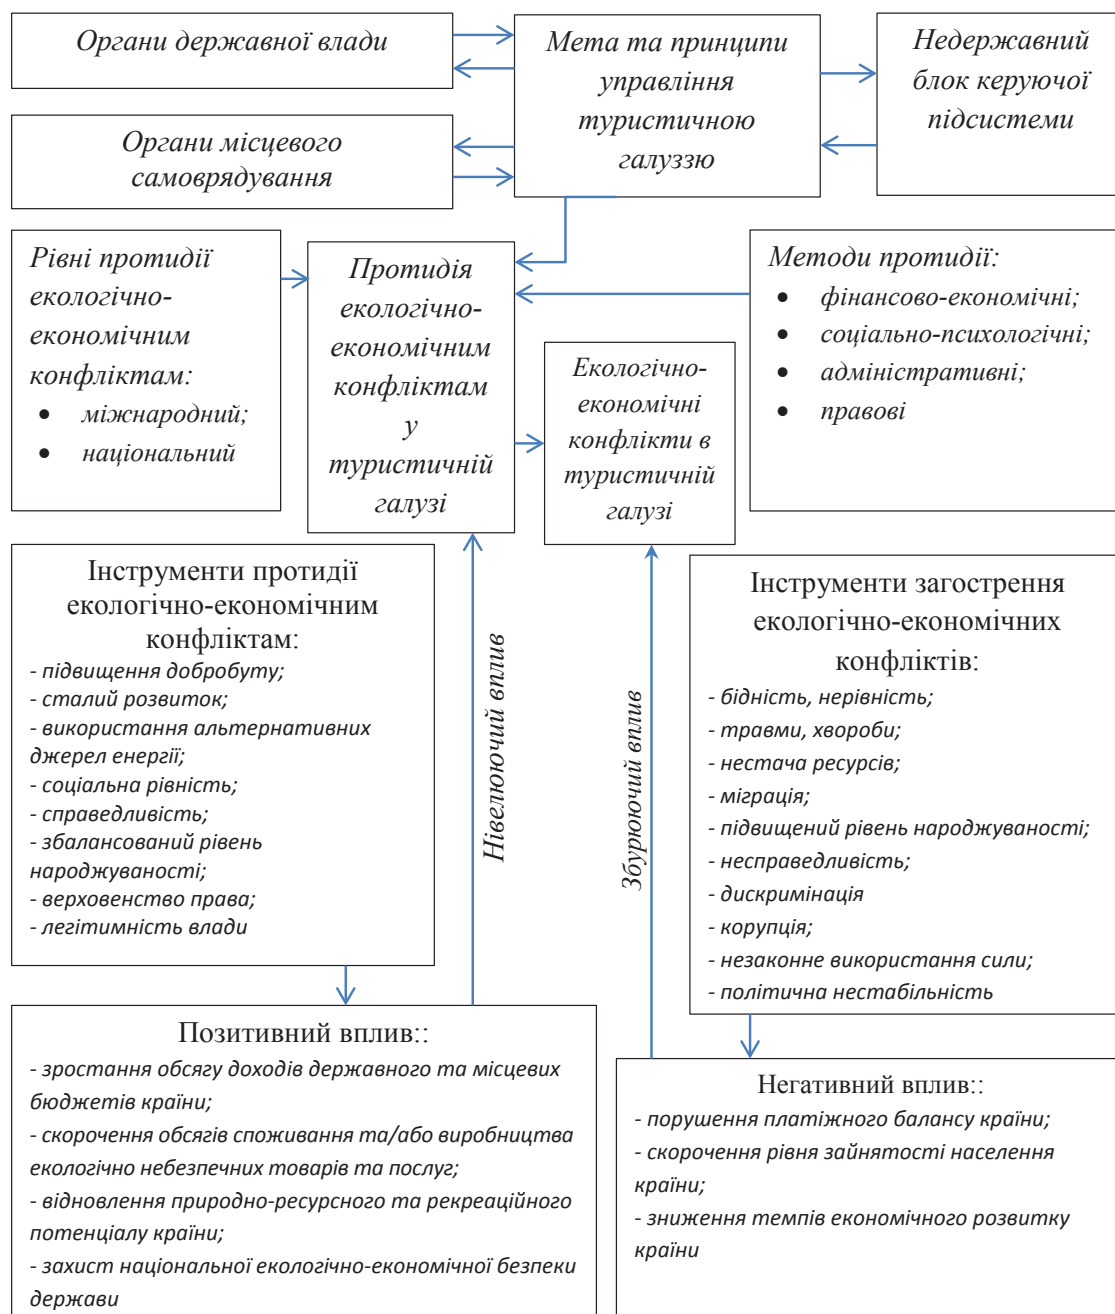 Органи державної влади
Мета та принципи
управління
туристичною
галуззю
Недержавний
блок керуючої
підсистеми
Органи місцевого
самоврядування
Рівні протидії
екологічно-
економічним
конфліктам:
• міжнародний;
• національний
Протидія
екологічно-
економічним
конфліктам
у
туристичній
галузі
Екологічно-
економічні
конфлікти в
туристичній
галузі
Методи протидії:
• фінансово-економічні;
• соціально-психологічні;
• адміністративні;
• правові
Інструменти протидії
екологічно-економічним
конфліктам:
- підвищення добробуту;
- сталий розвиток;
- використання альтернативних
джерел енергії;
- соціальна рівність;
- справедливість;
- збалансований рівень
народжуваності;
- верховенство права;
- легітимність влади
Нівелюючий вплив
Збурюючий вплив
Інструменти загострення
екологічно-економічних
конфліктів:
- бідність, нерівність;
- травми, хвороби;
- нестача ресурсів;
- міграція;
- підвищений рівень народжуваності;
- несправедливість;
- дискримінація
- корупція;
- незаконне використання сили;
- політична нестабільність
Позитивний вплив::
- зростання обсягу доходів державного та місцевих
бюджетів країни;
- скорочення обсягів споживання та/або виробництва
екологічно небезпечних товарів та послуг;
- відновлення природно-ресурсного та рекреаційного
потенціалу країни;
- захист національної екологічно-економічної безпеки
держави
Негативний вплив::
- порушення платіжного балансу країни;
- скорочення рівня зайнятості населення
країни;
- зниження темпів економічного розвитку
країни